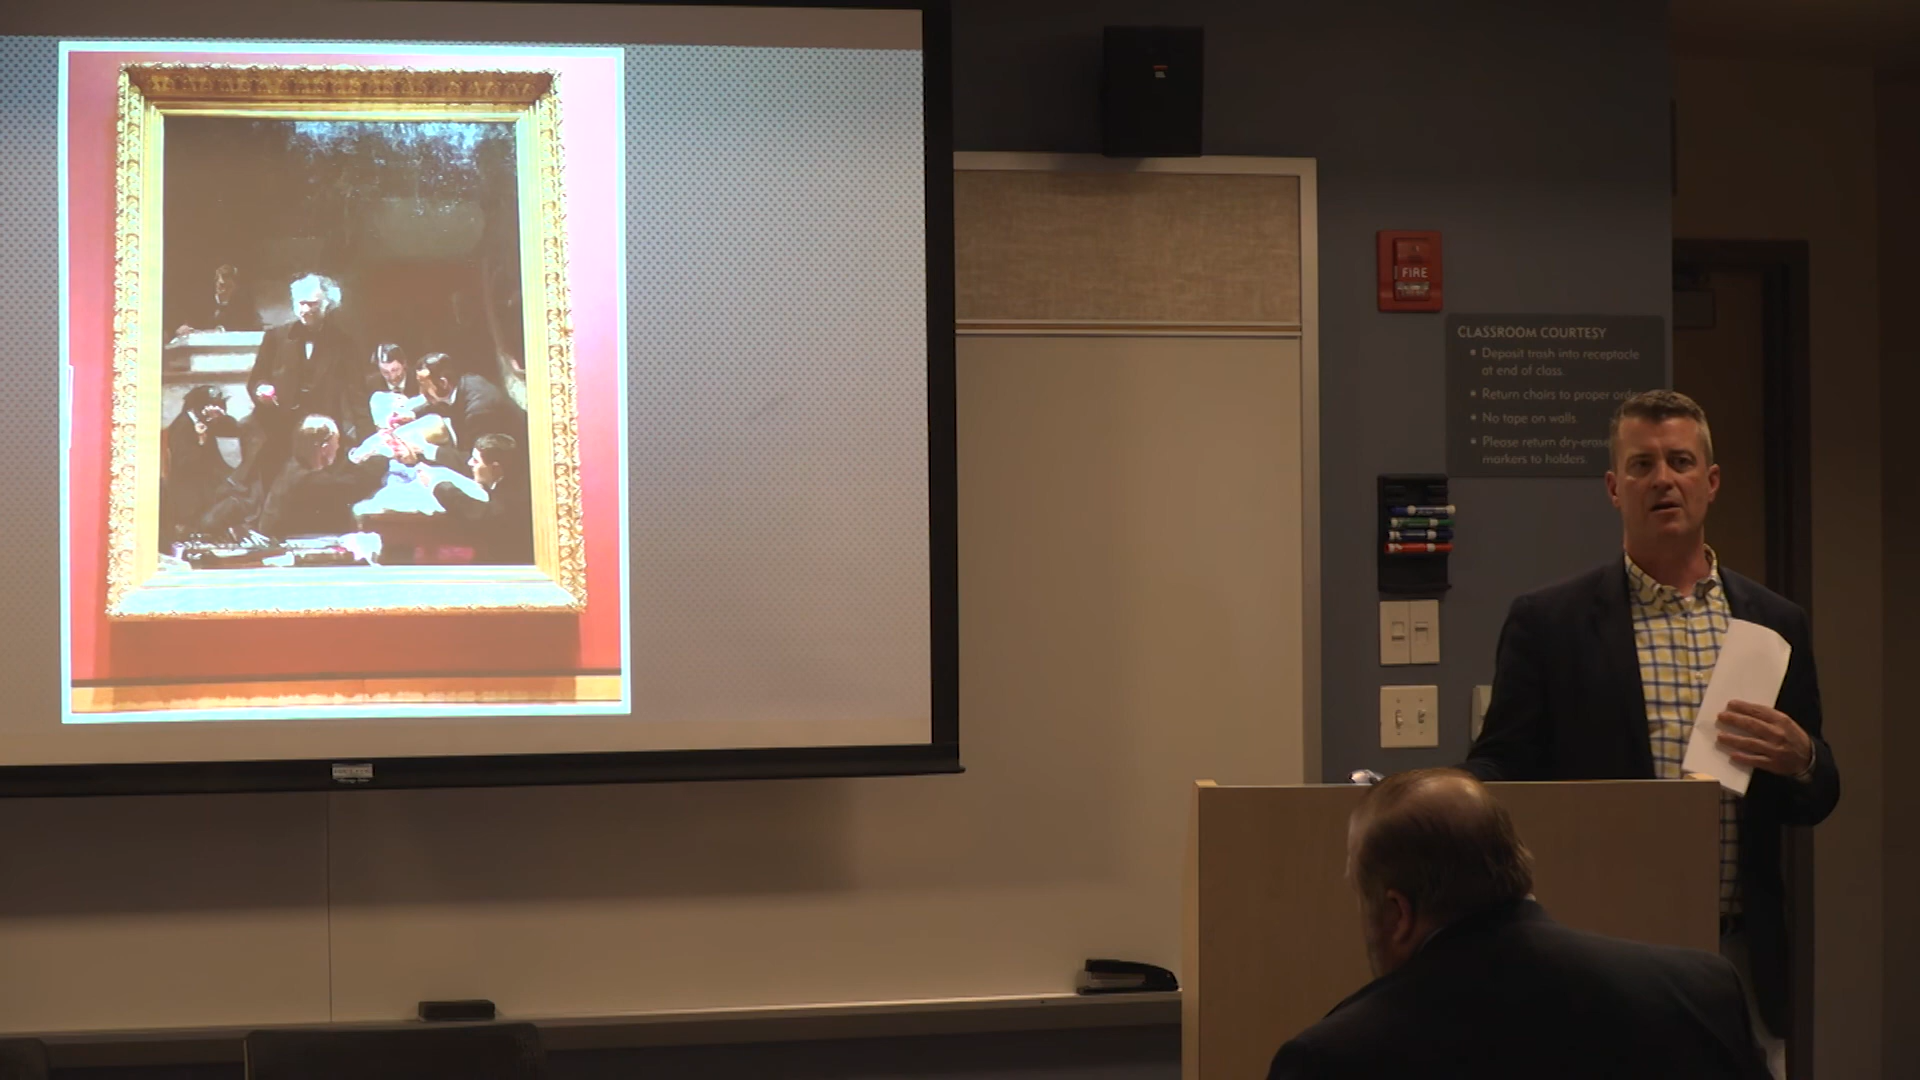 FIRE
CLASSROOM COURTESY
• Deposit trash into receptacle
at end of class.
• Return chairs to proper orde
• No tape on walls.
• Please return dry-erase
markers to holders.